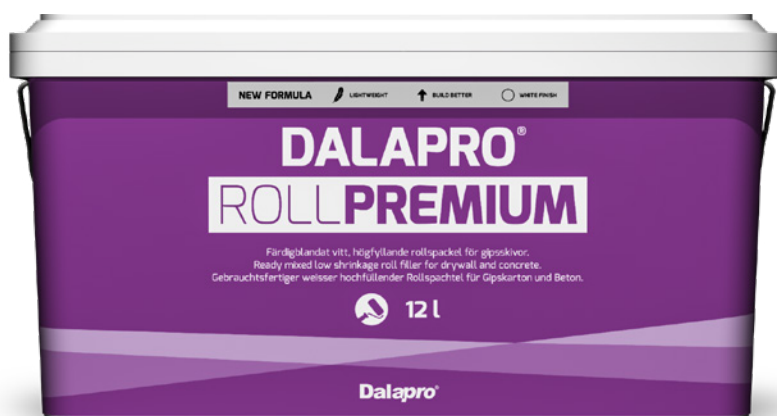 NEW FORMULA LIGHTWEIGHT BUILD BETTER WHITE FINISH
DALAPRO®
ROLLPREMIUM
Färdigblandat vitt, högfyllande rollspackel för gipsskivor.
Ready mixed low shrinkage roll filler for drywall and concrete.
Gebrauchtsfertiger weisser hochfüllender Rollspachtel für Gipskarton und Beton.
12 l
Dalapro®